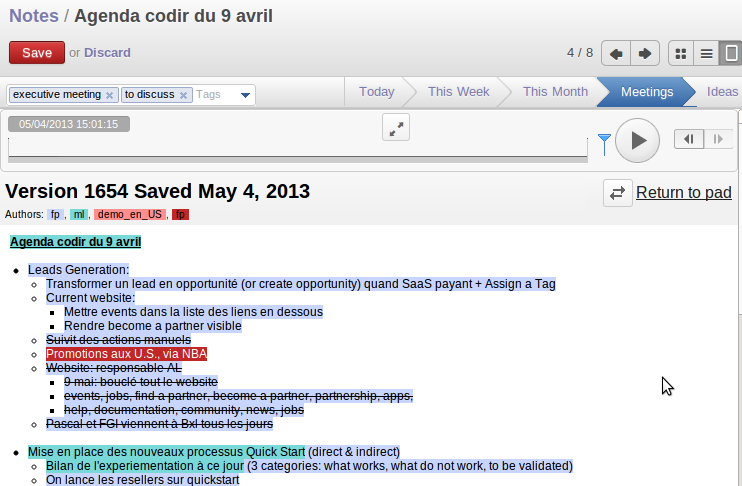 Notes / Agenda codir du 9 avril
Save or Discard 4 / 8
executive meeting × to discuss × Tags Today This Week This Month Meetings Ideas
05/04/2013 15:01:15
Version 1654 Saved May 4, 2013 Return to pad
Authors: fp , ml , demo_en_US , fp
Agenda codir du 9 avril
Leads Generation:
Transformer un lead en opportunité (or create opportunity) quand SaaS payant + Assign a Tag
Current website:
Mettre events dans la liste des liens en dessous
Rendre become a partner visible
Suivit des actions manuels
Promotions aux U.S., via NBA
Website: responsable AL
9 mai: bouclé tout le website
events, jobs, find a partner, become a partner, partnership, apps,
help, documentation, community, news, jobs
Pascal et FGI viennent à Bxl tous les jours
Mise en place des nouveaux processus Quick Start (direct & indirect)
Bilan de l'experiementation à ce jour (3 categories: what works, what do not work, to be validated)
On lance les resellers sur quickstart